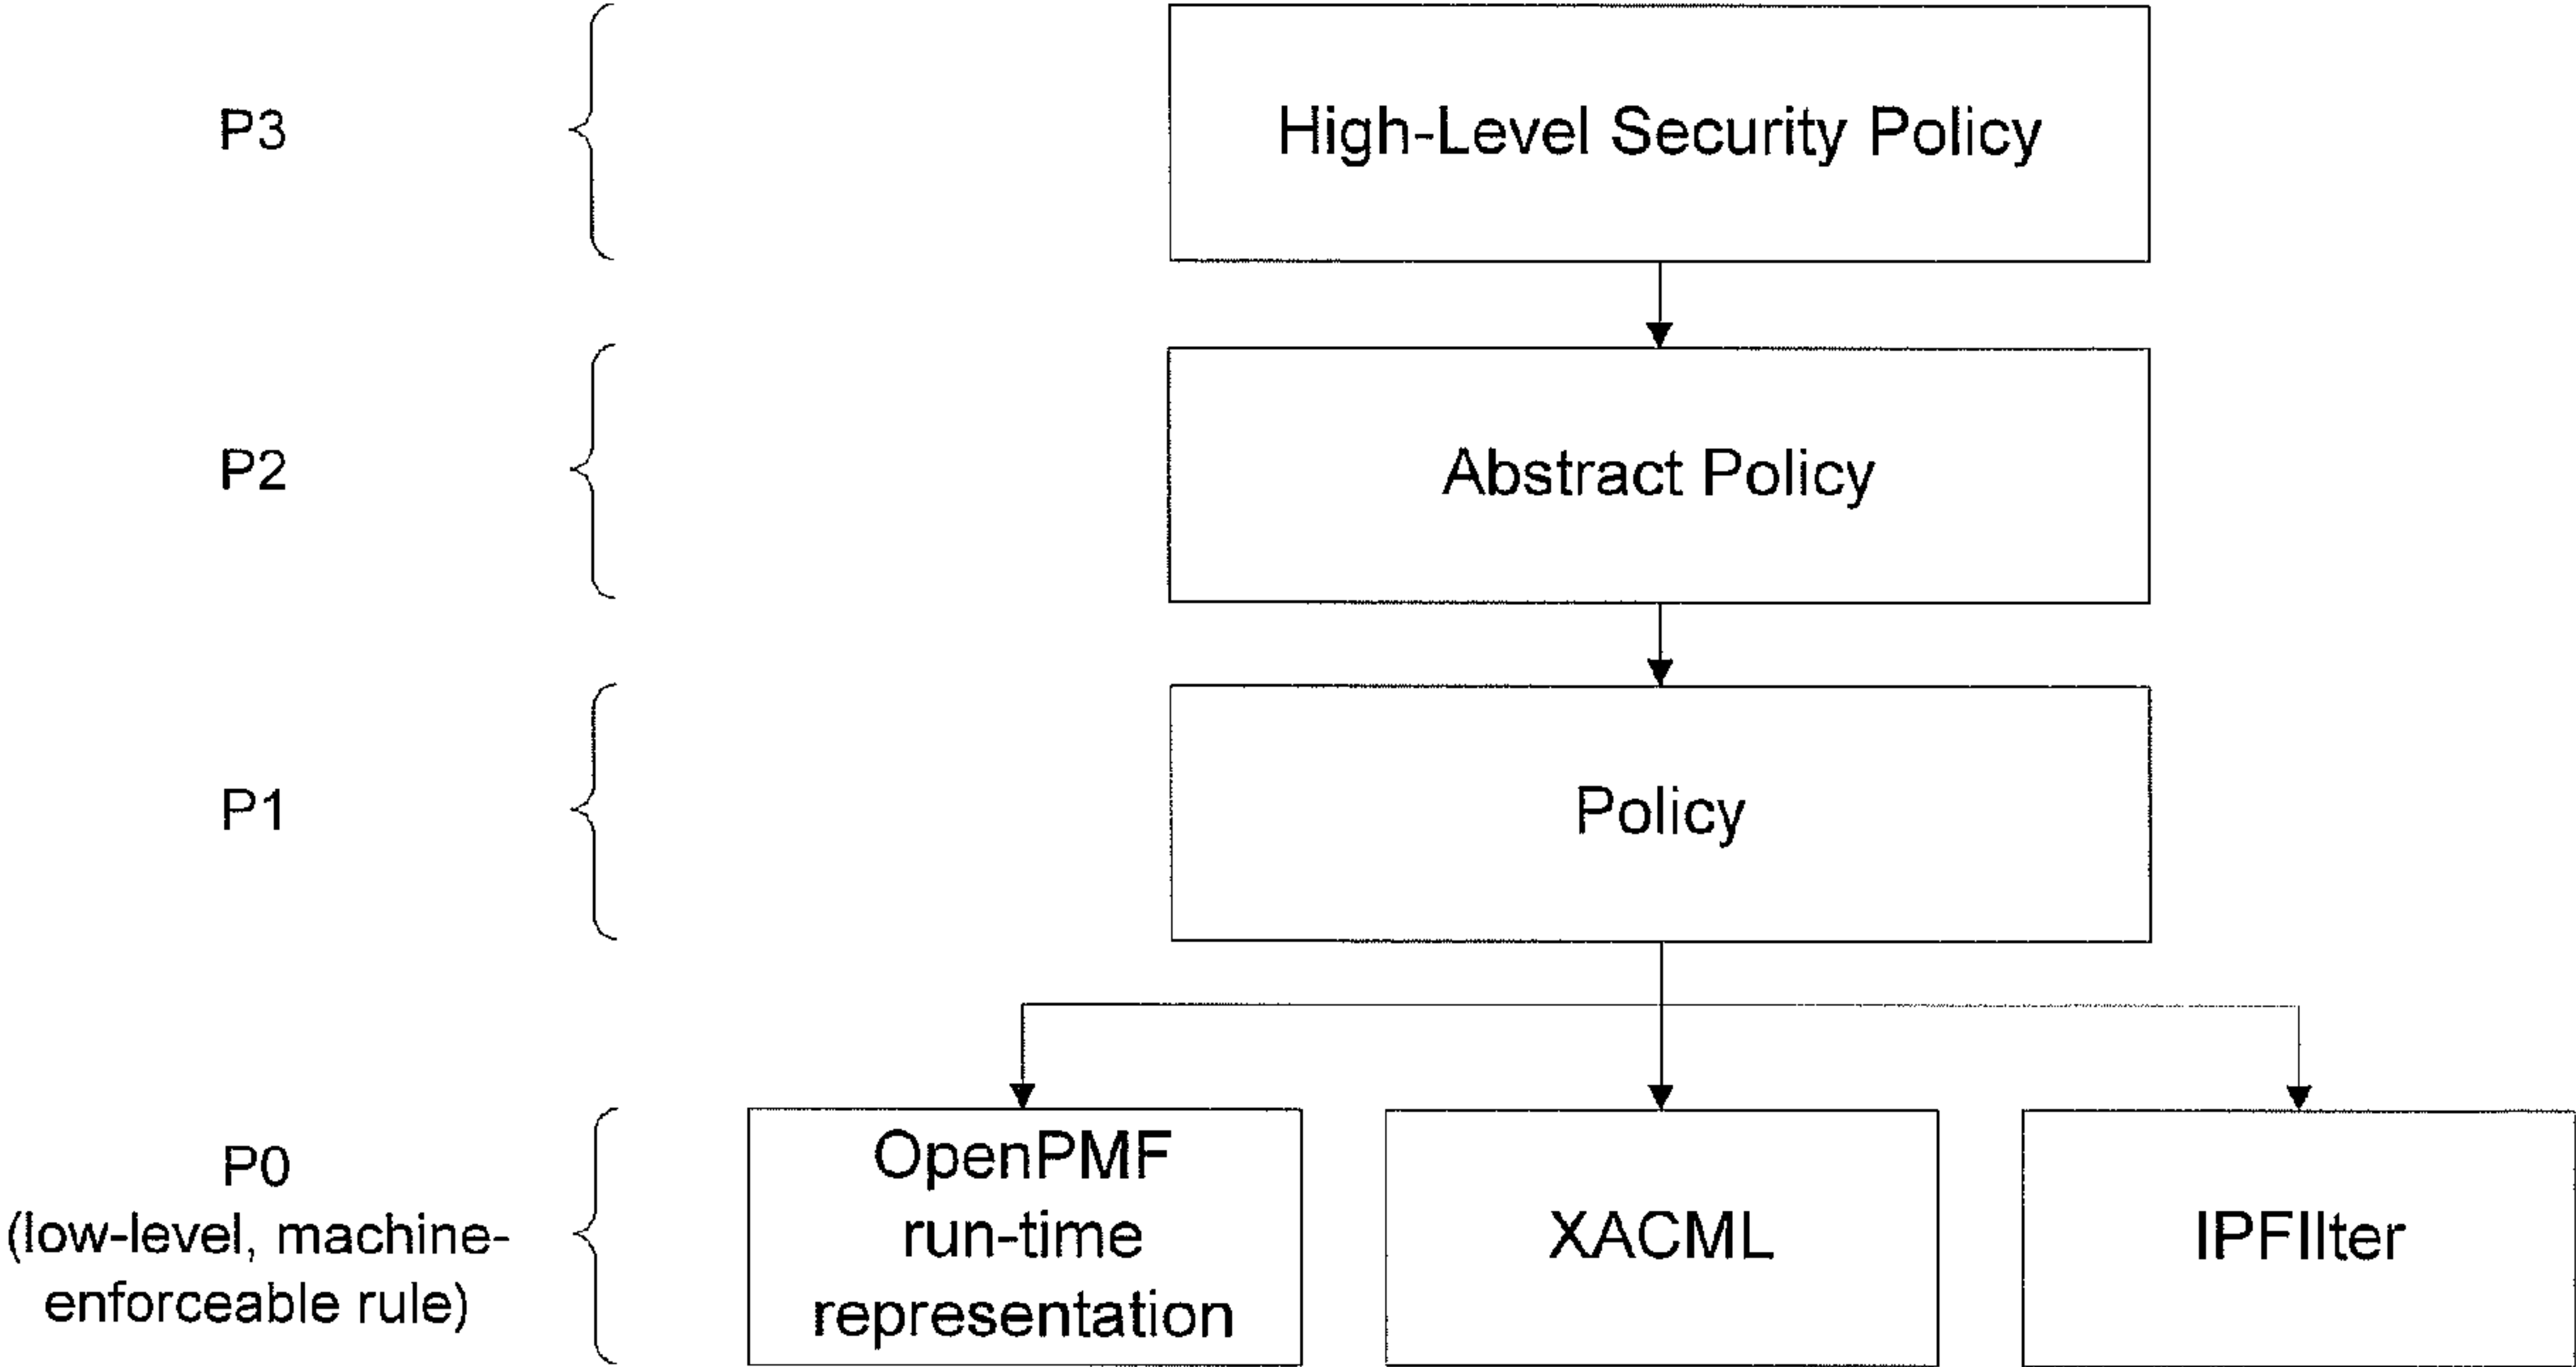 P3
High-Level Security Policy
P2
Abstract Policy
P1
Policy
P0
(low-level, machine-
enforceable rule)
OpenPMF
run-time
representation
XACML
IPFIlter